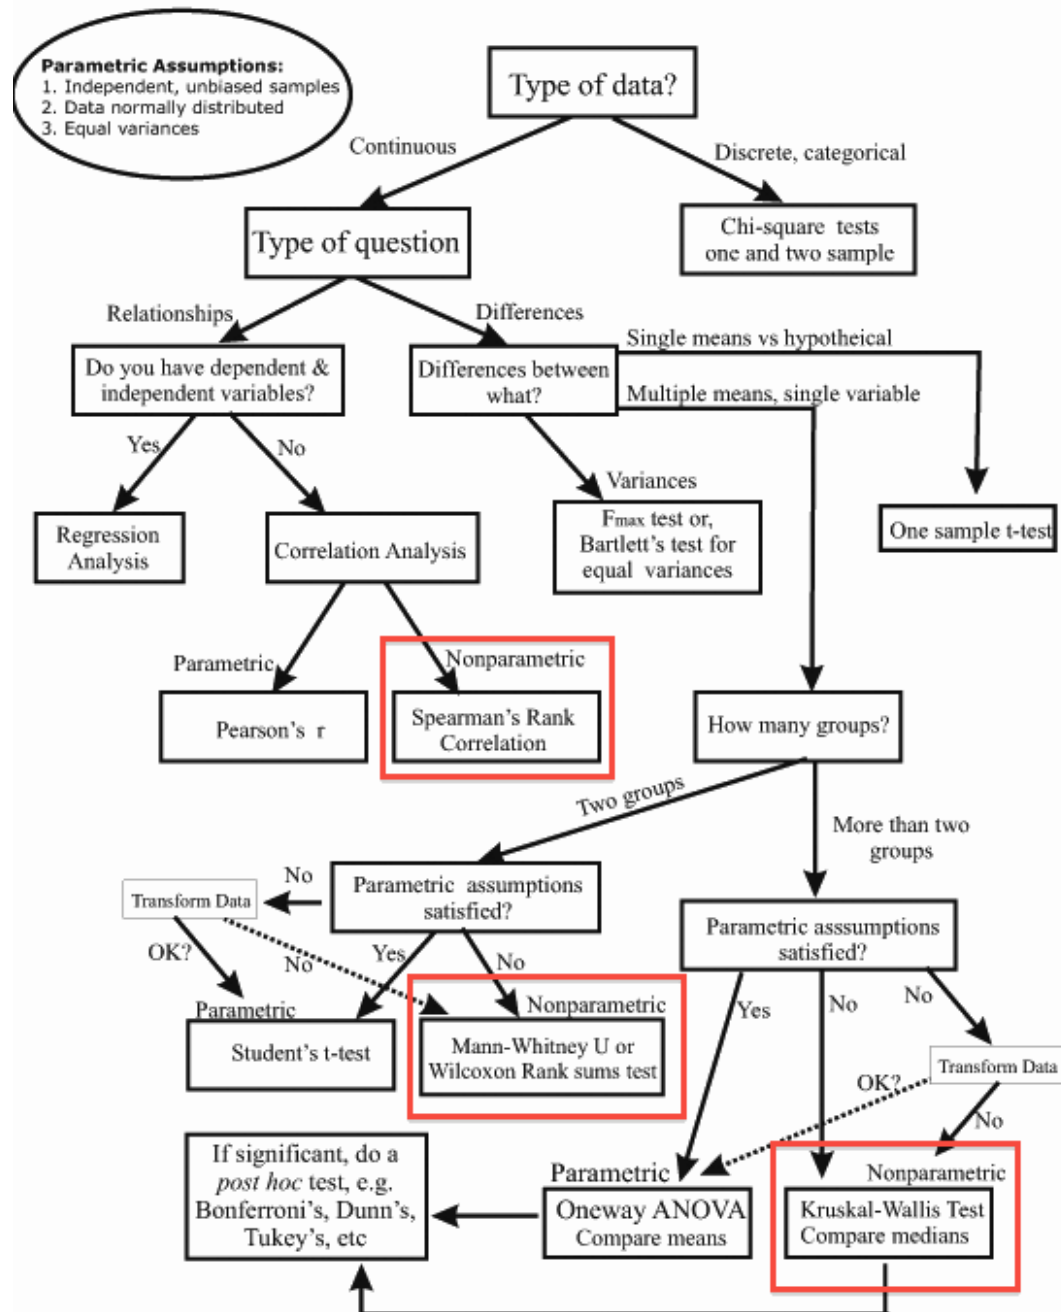 Parametric Assumptions:
1. Independent, unbiased samples
2. Data normally distributed
3. Equal variances
Type of data?
Continuous
Discrete, categorical
Chi-square tests
one and two sample
Type of question
Relationships
Differences
Do you have dependent &
independent variables?
Differences between
what?
Single means vs hypotheical
Multiple means, single variable
Yes
No
Variances
Regression
Analysis
Correlation Analysis
Fmax test or,
Bartlett's test for
equal variances
One sample t-test
Parametric
Nonparametric
Pearson's r
Spearman's Rank
Correlation
How many groups?
Two groups
More than two
groups
Parametric assumptions
satisfied?
No
Transform Data
OK?
No
Yes
No
Parametric
Student's t-test
Nonparametric
Mann-Whitney U or
Wilcoxon Rank sums test
Parametric asssumptions
satisfied?
Yes
No
No
Transform Data
OK?
No
If significant, do a
post hoc test, e.g.
Bonferroni's, Dunn's,
Tukey's, etc
Parametric
Oneway ANOVA
Compare means
Nonparametric
Kruskal-Wallis Test
Compare medians